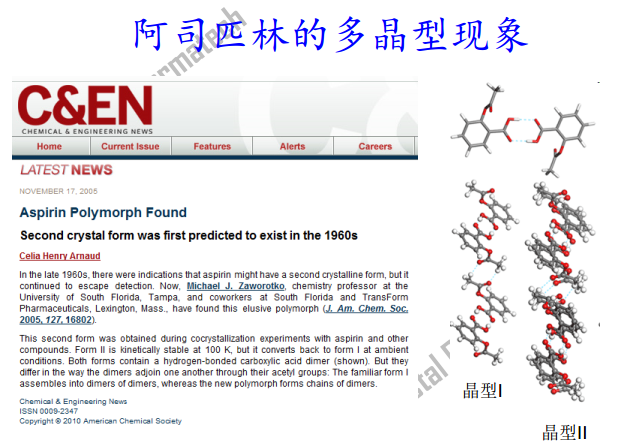 阿司匹林的多晶型现象
C&EN
CHEMICAL & ENGINEERING NEWS
Home Current Issue Features Alerts Careers
LATEST NEWS
NOVEMBER 17, 2005
Aspirin Polymorph Found
Second crystal form was first predicted to exist in the 1960s
Celia Henry Arnaud
In the late 1960s, there were indications that aspirin might have a second crystalline form, but it
continued to escape detection. Now, Michael J. Zaworotko, chemistry professor at the
University of South Florida, Tampa, and coworkers at South Florida and TransForm
Pharmaceuticals, Lexington, Mass., have found this elusive polymorph (J. Am. Chem. Soc.
2005, 127, 16802).
This second form was obtained during cocrystallization experiments with aspirin and other
compounds. Form II is kinetically stable at 100 K, but it converts back to form I at ambient
conditions. Both forms contain a hydrogen-bonded carboxylic acid dimer (shown). But they
differ in the way the dimers adjoin one another through their acetyl groups: The familiar form I
assembles into dimers of dimers, whereas the new polymorph forms chains of dimers.
Chemical & Engineering News
ISSN 0009-2347
Copyright © 2010 American Chemical Society
晶型I
晶型II